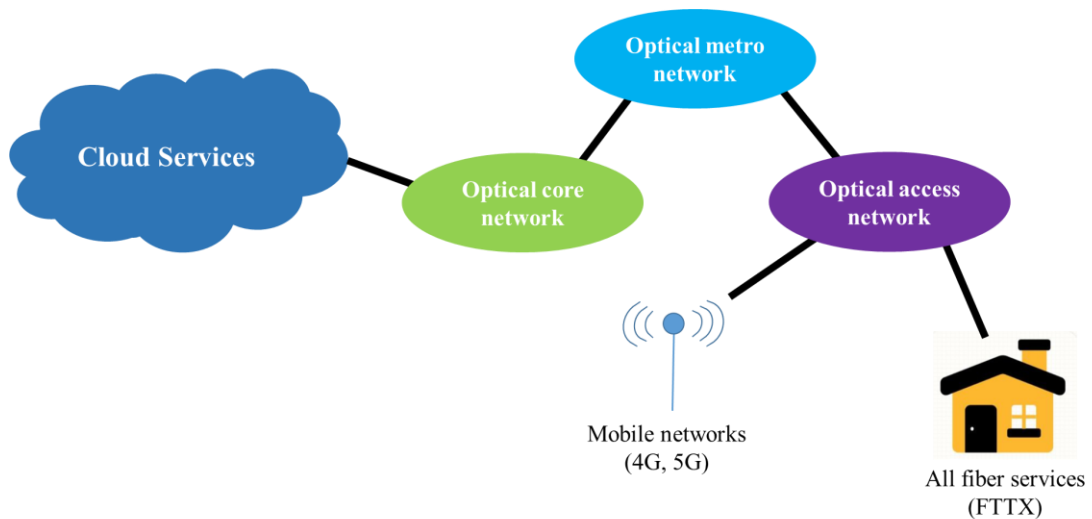 Optical metro
network
Cloud Services
Optical core
network
Optical access
network
Mobile networks
(4G, 5G)
All fiber services
(FTTX)